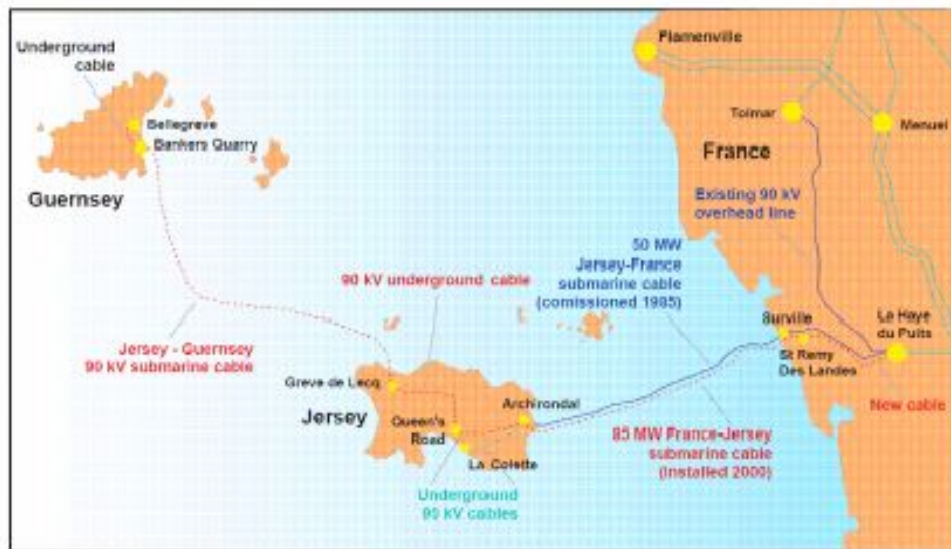 Underground
cable
Bellegreve
Bankers Quarry
Guernsey
Flamenville
Tolmar
Menuel
France
Existing 90 kV
overhead line
50 MW
Jersey-France
submarine cable
(comissioned 1985)
90 kV underground cable
Jersey - Guernsey
90 kV submarine cable
Surville
Le Haye
du Puits
St Remy
Des Landes
New cable
Greve de Lecq
Jersey
Archirondal
Queen's
Road
La Colette
85 MW France-Jersey
submarine cable
(installed 2000)
Underground
90 kV cables